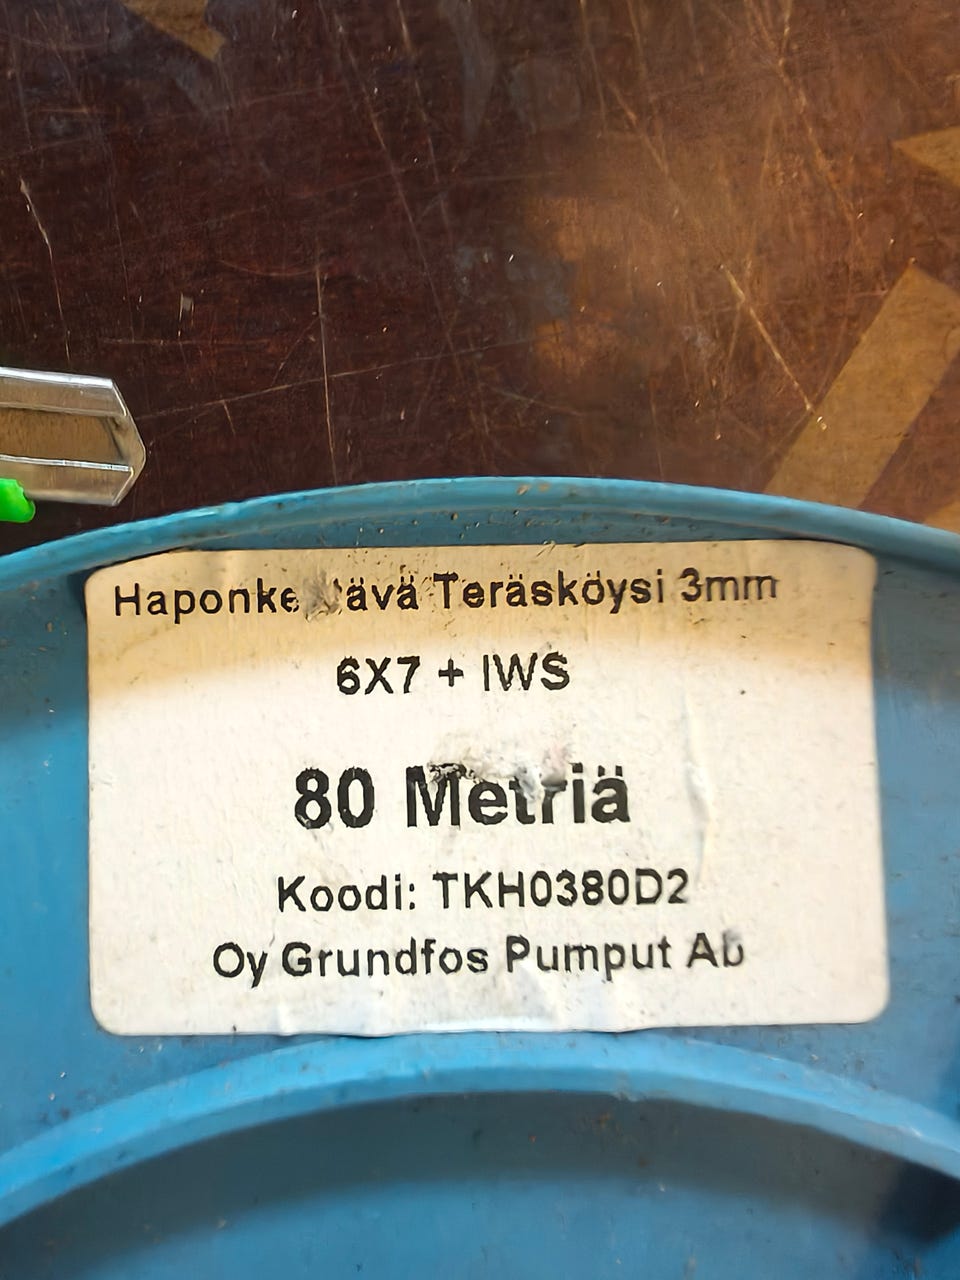 Teräsköysi 3mm
6X7 + IWS
80 Metriä
Koodi: TKH0380D2
Oy Grundfos Pumput Ab